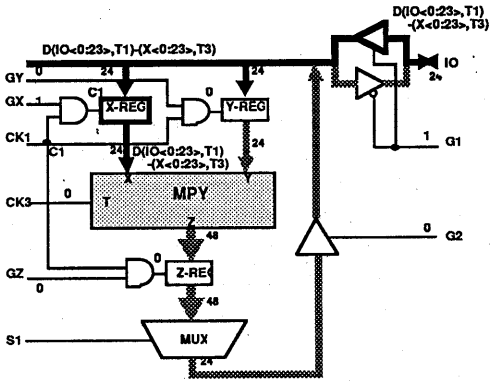 D(IO<0:23>,T1)
-(X<0:23>,T3)
D(IO<0:23>,T1)-(X<0:23>,T3)
IO
24
GY
0
24
24
GX
1
C1
X-REG
0
Y-REG
CK1
C1
24
D(IO<0:23>,T1)
-(X<0:23>,T3)
24
1
G1
X
Y
MPY
CK3
0
T
Z
48
0
G2
GZ
0
0
Z-REG
48
S1
MUX
24